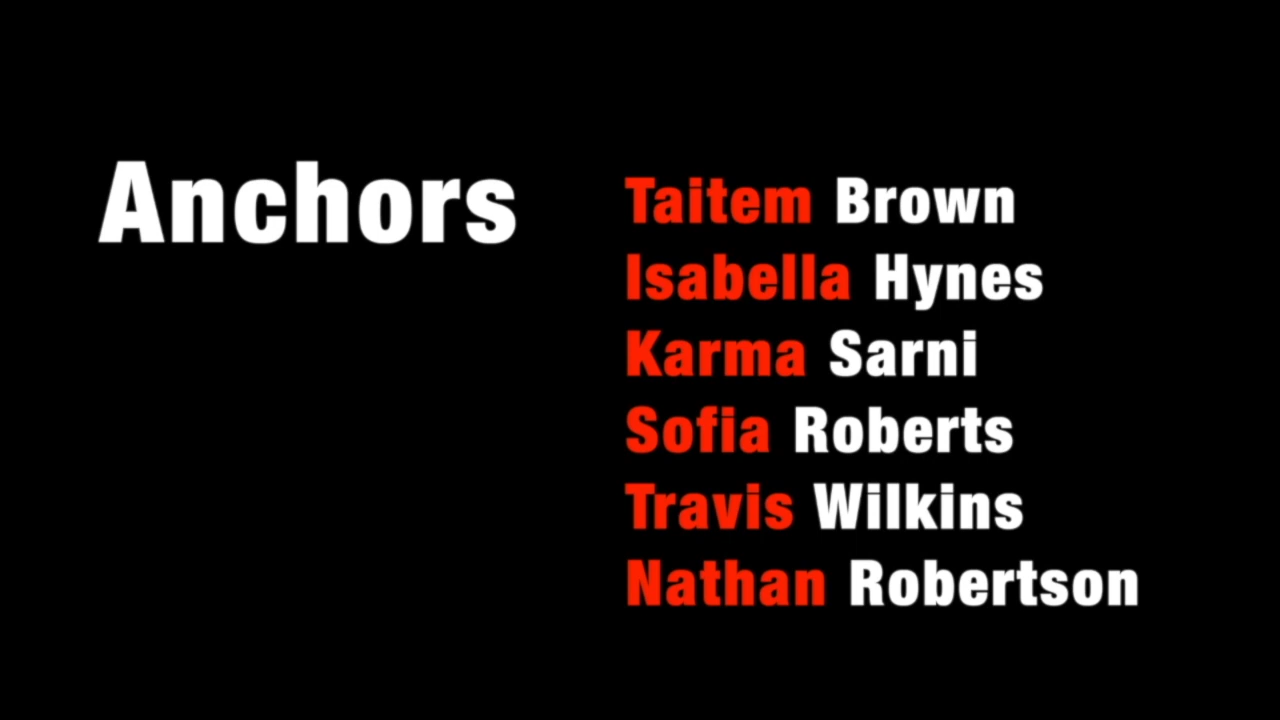 Anchors
Taitem Brown
Isabella Hynes
Karma Sarni
Sofia Roberts
Travis Wilkins
Nathan Robertson